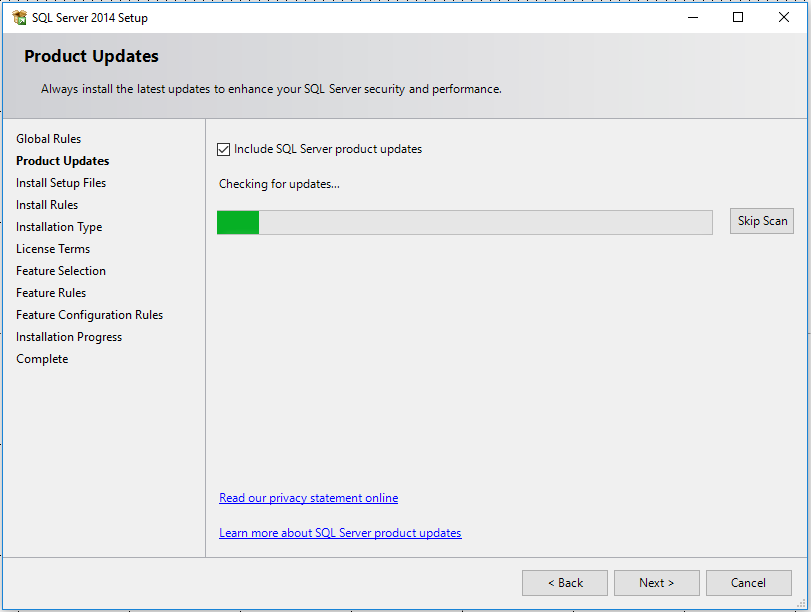 SQL Server 2014 Setup
Product Updates
Always install the latest updates to enhance your SQL Server security and performance.
Global Rules
Product Updates
Install Setup Files
Install Rules
Installation Type
License Terms
Feature Selection
Feature Rules
Feature Configuration Rules
Installation Progress
Complete
Include SQL Server product updates
Checking for updates...
Skip Scan
Read our privacy statement online
Learn more about SQL Server product updates
< Back
Next >
Cancel